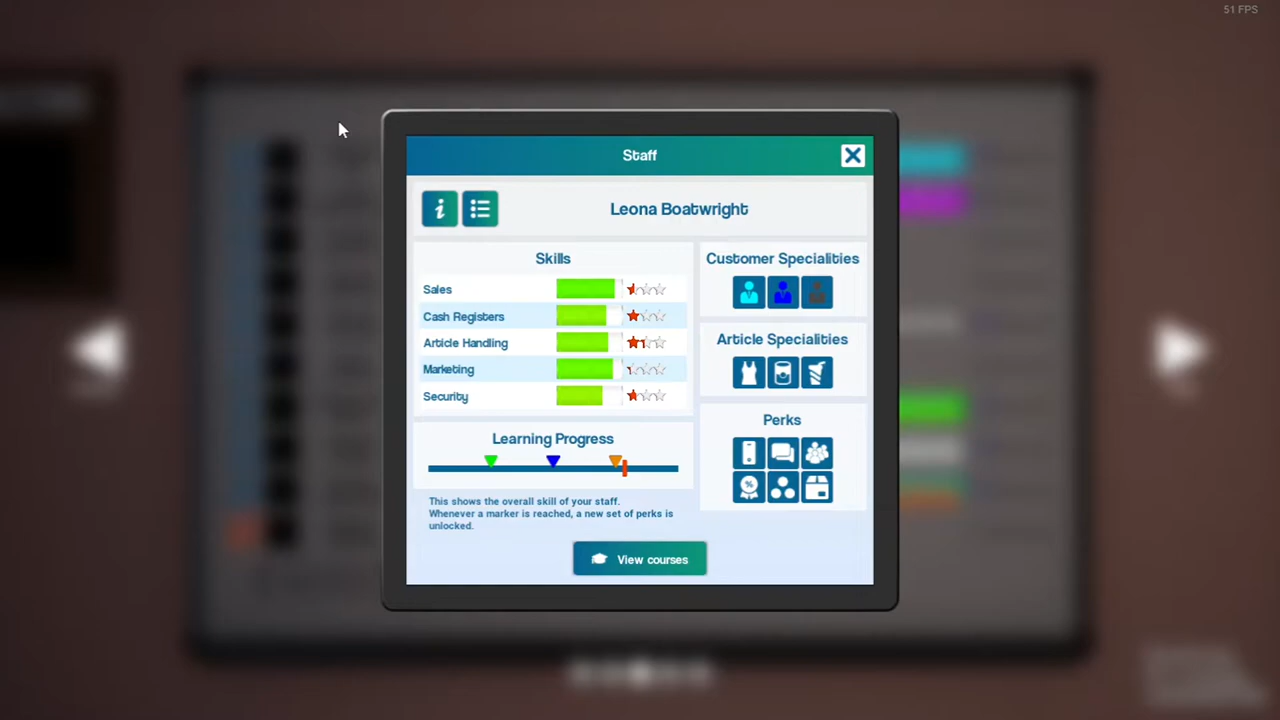 51 FPS
Staff
i
Leona Boatwright
Skills
Sales
Cash Registers
Article Handling
Marketing
Security
Learning Progress
This shows the overall skill of your staff.
Whenever a marker is reached, a new set of perks is
unlocked.
Customer Specialities
Article Specialities
Perks
View courses